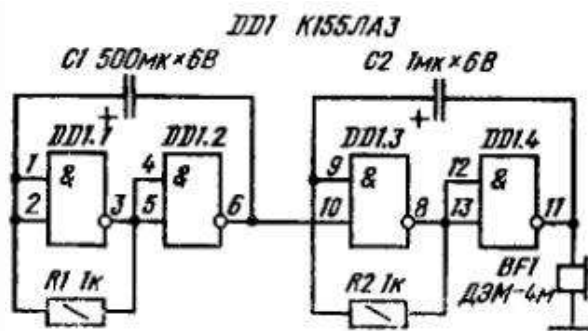 DD1 К155ЛА3
C1 500мк×6В
C2 1мк×6В
+
+
DD1.1
DD1.2
DD1.3
DD1.4
1
&
4
&
9
&
12
&
2
3
5
6
10
8
13
11
R1 1к
R2 1к
BF1
ДЭМ-4м